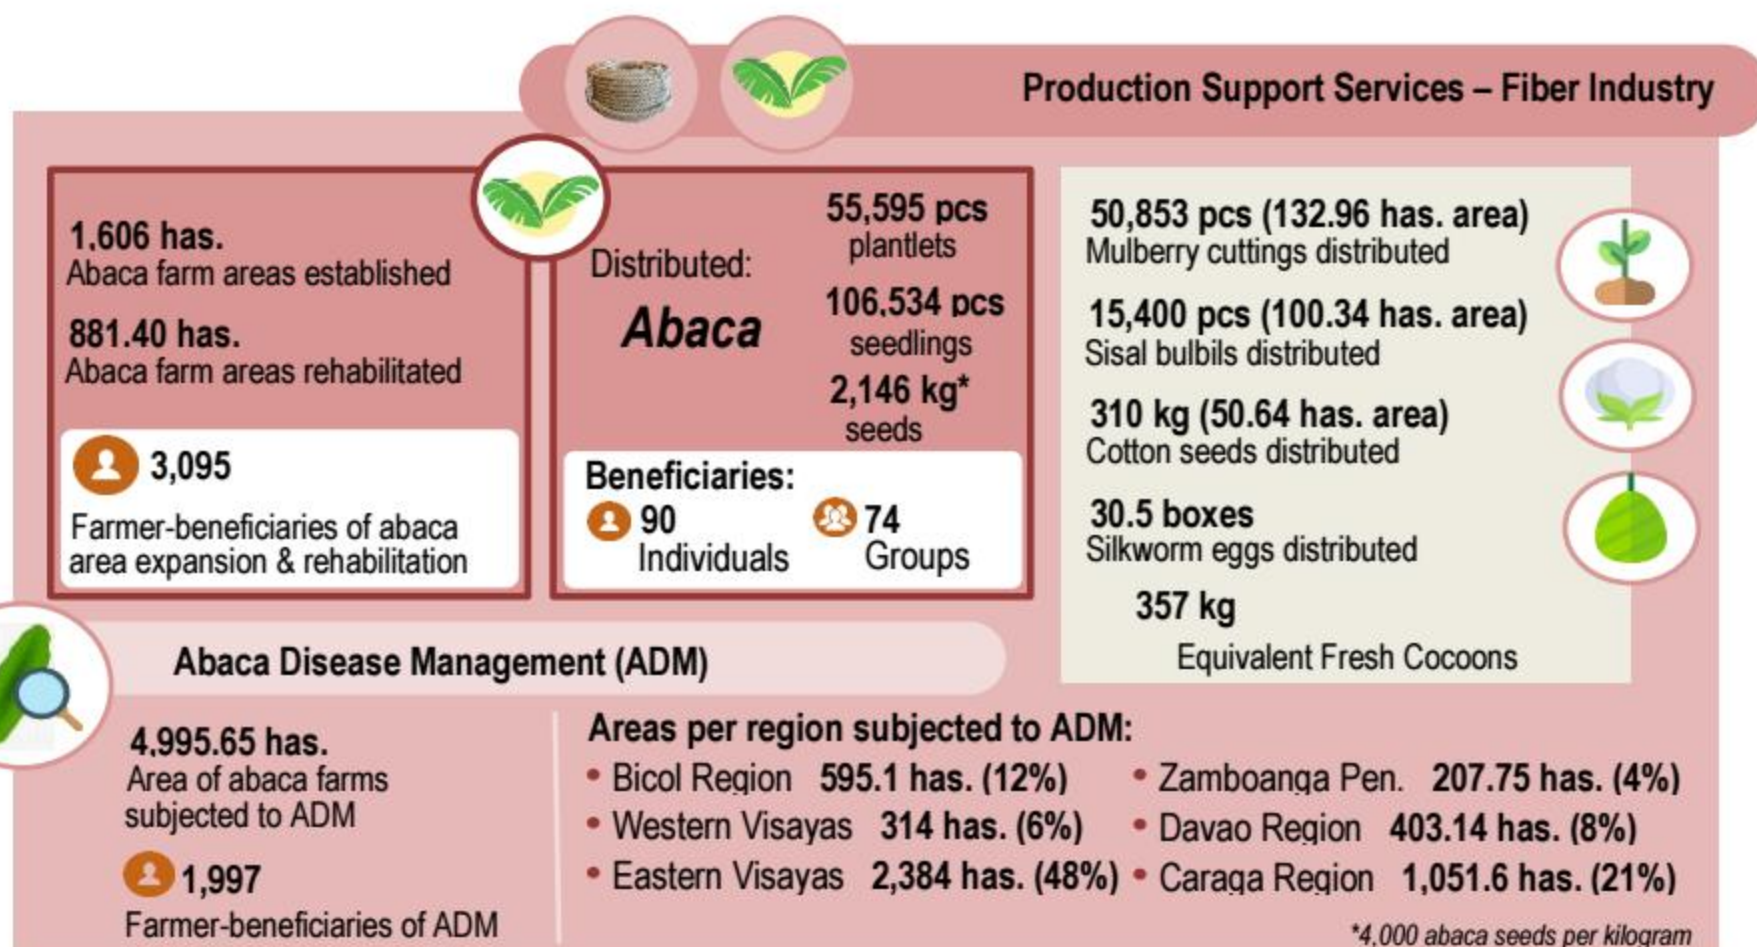 Production Support Services – Fiber Industry
1,606 has.
Abaca farm areas established
881.40 has.
Abaca farm areas rehabilitated
3,095
Farmer-beneficiaries of abaca
area expansion & rehabilitation
Distributed:
Abaca
55,595 pcs
plantlets
106,534 pcs
seedlings
2,146 kg*
seeds
Beneficiaries:
90
Individuals
74
Groups
50,853 pcs (132.96 has. area)
Mulberry cuttings distributed
15,400 pcs (100.34 has. area)
Sisal bulbils distributed
310 kg (50.64 has. area)
Cotton seeds distributed
30.5 boxes
Silkworm eggs distributed
357 kg
Equivalent Fresh Cocoons
Abaca Disease Management (ADM)
4,995.65 has.
Area of abaca farms
subjected to ADM
1,997
Farmer-beneficiaries of ADM
Areas per region subjected to ADM:
• Bicol Region 595.1 has. (12%)
• Western Visayas 314 has. (6%)
• Eastern Visayas 2,384 has. (48%)
• Zamboanga Pen. 207.75 has. (4%)
• Davao Region 403.14 has. (8%)
• Caraga Region 1,051.6 has. (21%)
*4,000 abaca seeds per kilogram